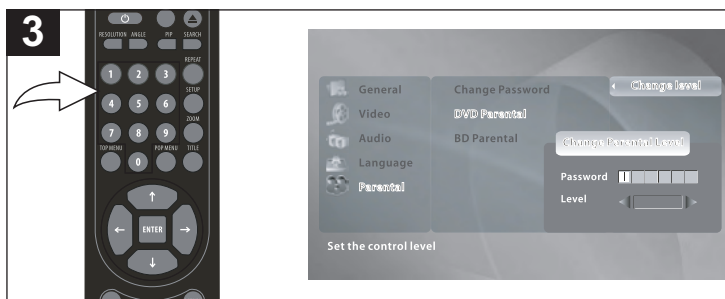 3
RESOLUTION ANGLE PIP SEARCH
REPEAT
1 2 3
SETUP
4 5 6
ZOOM
7 8 9
TOP MENU POP MENU TITLE
0
ENTER
General
Video
Audio
Language
Parental
Change Password
DVD Parental
BD Parental
Change level
Change Parental Level
Password
Level
Set the control level